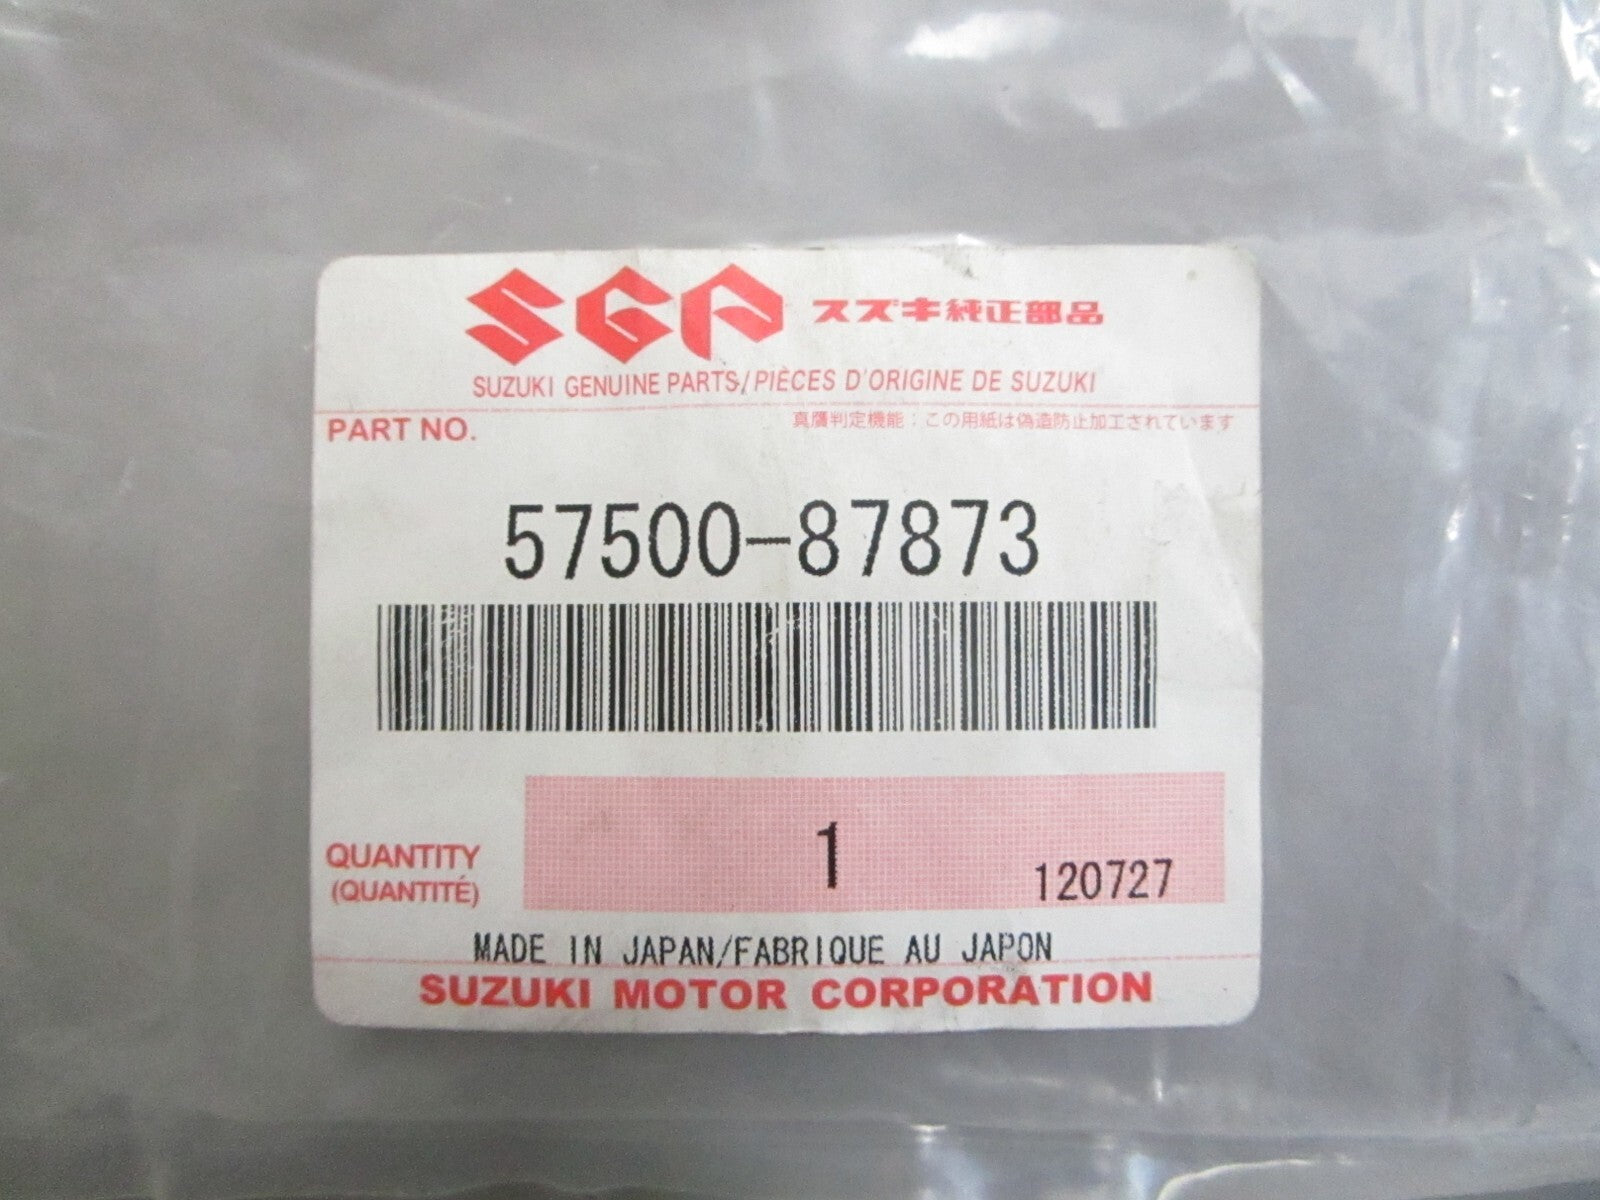 SGP スズキ純正部品
SUZUKI GENUINE PARTS/PIÈCES D'ORIGINE DE SUZUKI
PART NO. 真贋判定機能：この用紙は偽造防止加工されています
57500-87873
1
QUANTITY
(QUANTITÉ)
120727
MADE IN JAPAN/FABRIQUE AU JAPON
SUZUKI MOTOR CORPORATION